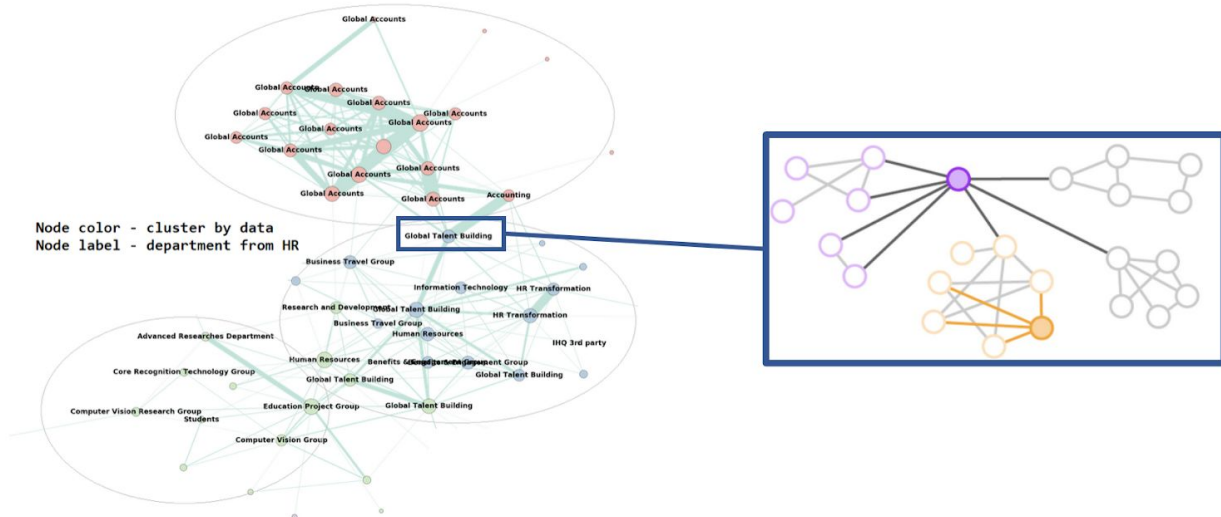 Global Accounts
Global Accounts
Global Accounts
Global Accounts
Global Accounts
Global Accounts
Global Accounts
Global Accounts
Global Accounts
Global Accounts
Global Accounts
Global Accounts
Global Accounts
Accounting
Global Accounts
Node color - cluster by data
Node label - department from HR
Global Talent Building
Business Travel Group
Information Technology
HR Transformation
Research and Development
Global Talent Building
HR Transformation
Business Travel Group
Human Resources
Advanced Researches Department
IHQ 3rd party
Human Resources
Benefits &
Group
Core Recognition Technology Group
Global Talent Building
Global Talent Building
Education Project Group
Global Talent Building
Computer Vision Research Group
Students
Computer Vision Group